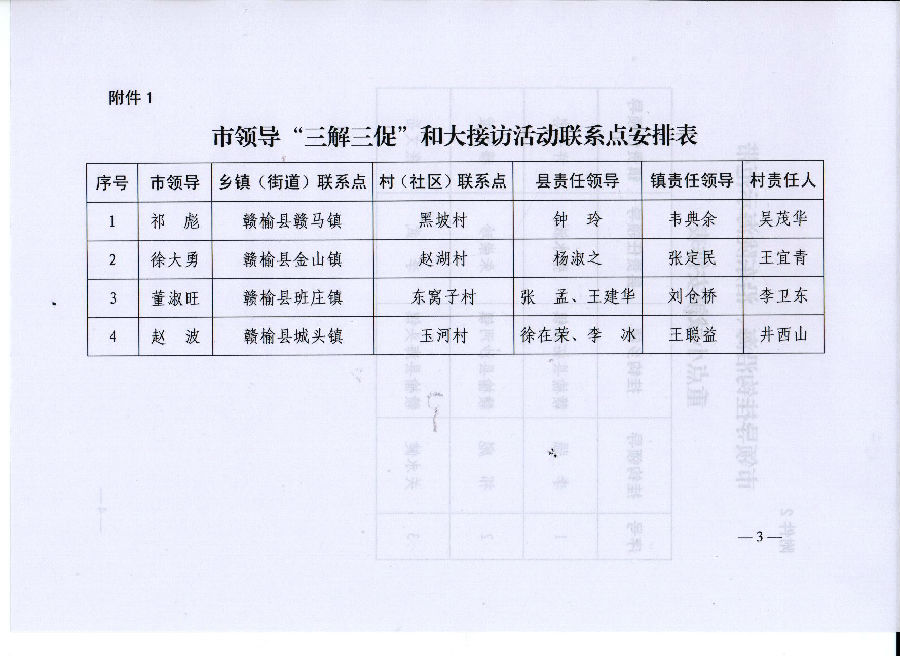 附件1
市领导“三解三促”和大接访活动联系点安排表
序号 市领导 乡镇（街道）联系点 村（社区）联系点 县责任领导 镇责任领导 村责任人
1 祁 彪 赣榆县赣马镇 黑坡村 钟 玲 韦典余 吴茂华
2 徐大勇 赣榆县金山镇 赵湖村 杨淑之 张定民 王宜青
3 董淑旺 赣榆县班庄镇 东窝子村 张 孟、王建华 刘仓桥 李卫东
4 赵 波 赣榆县城头镇 玉河村 徐在荣、李 冰 王聪益 井西山
—3—